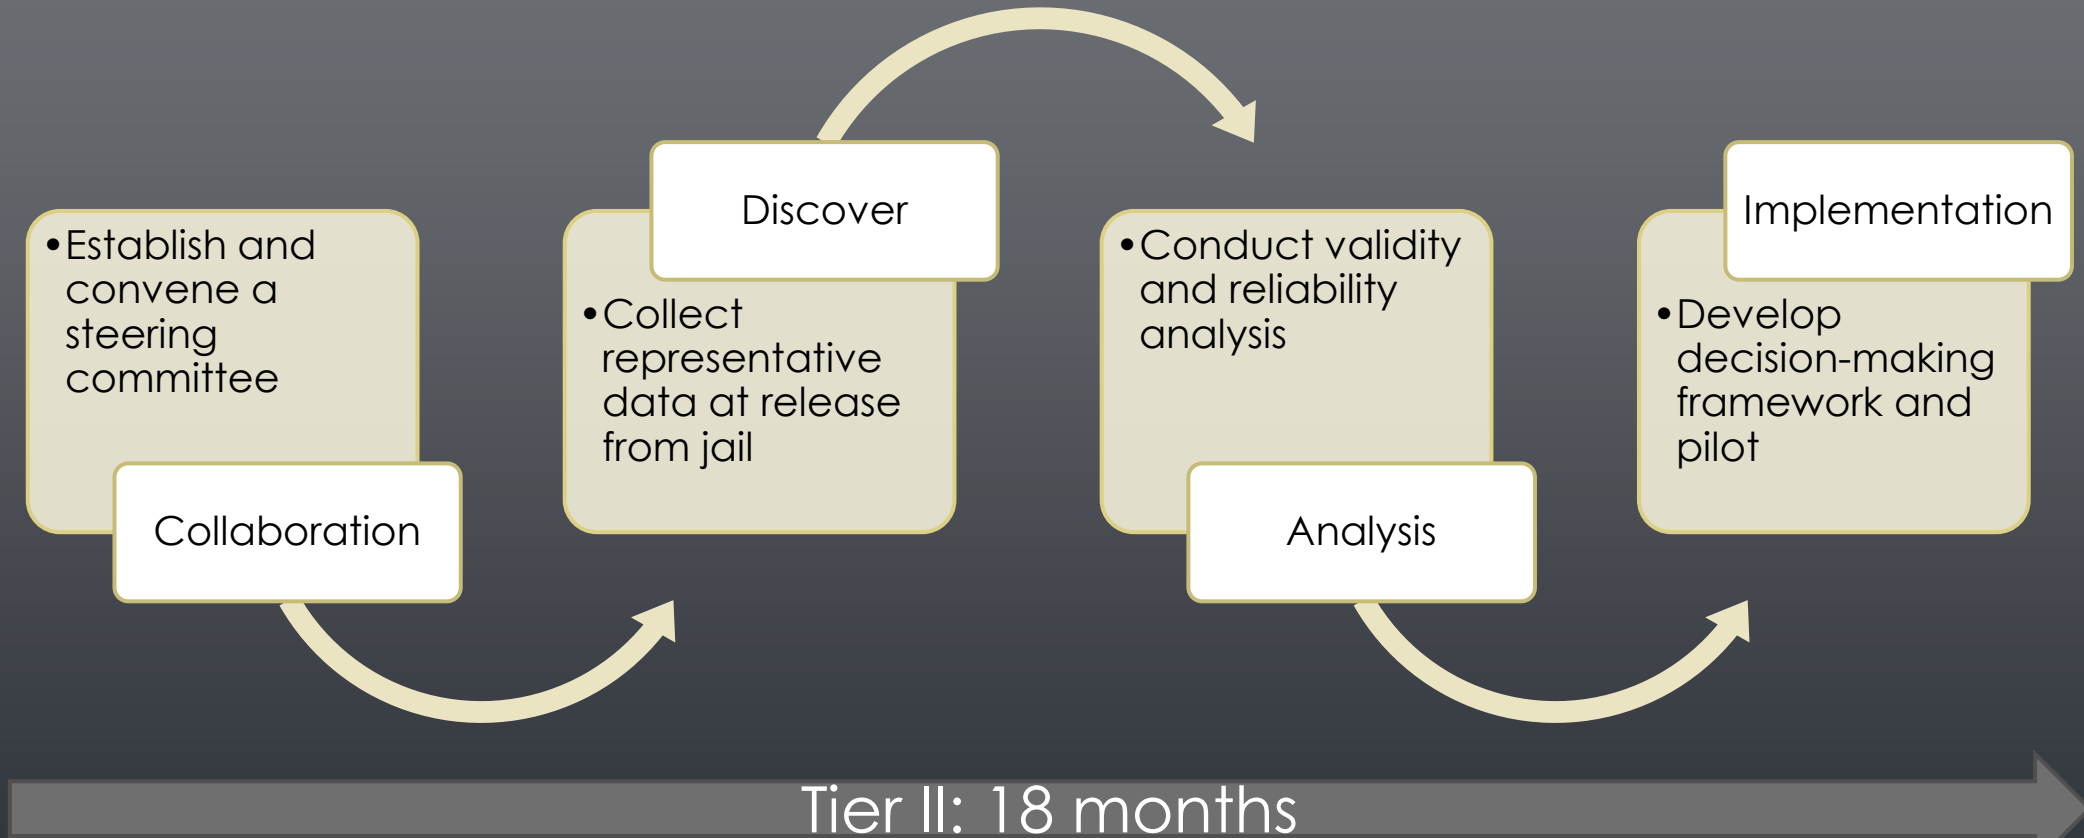 •Establish and
convene a
steering
committee
Collaboration
Discover
•Collect
representative
data at release
from jail
•Conduct validity
and reliability
analysis
Analysis
Implementation
•Develop
decision-making
framework and
pilot
Tier II: 18 months